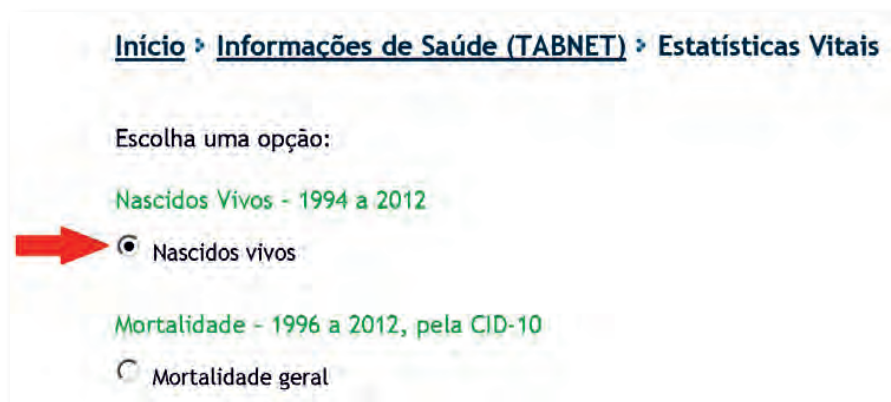 Início > Informações de Saúde (TABNET) > Estatísticas Vitais
Escolha uma opção:
Nascidos Vivos - 1994 a 2012
Nascidos vivos
Mortalidade - 1996 a 2012, pela CID-10
Mortalidade geral